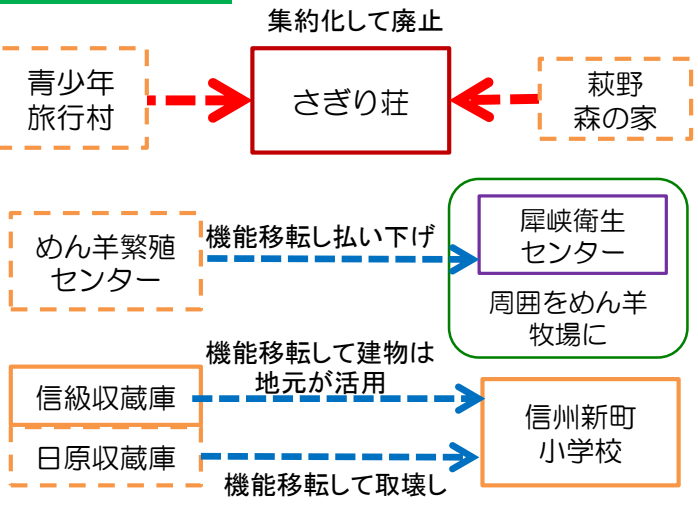 集約化して廃止
青少年
旅行村
さぎり荘
萩野
森の家
めん羊繁殖
センター
機能移転し払い下げ
犀峡衛生
センター
周囲をめん羊
牧場に
機能移転して建物は
地元が活用
信級収蔵庫
日原収蔵庫
信州新町
小学校
機能移転して取壊し